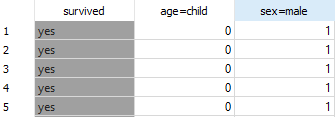 survived age=child sex=male
1 yes 0 1
2 yes 0 1
3 yes 0 1
4 yes 0 1
5 yes 0 1